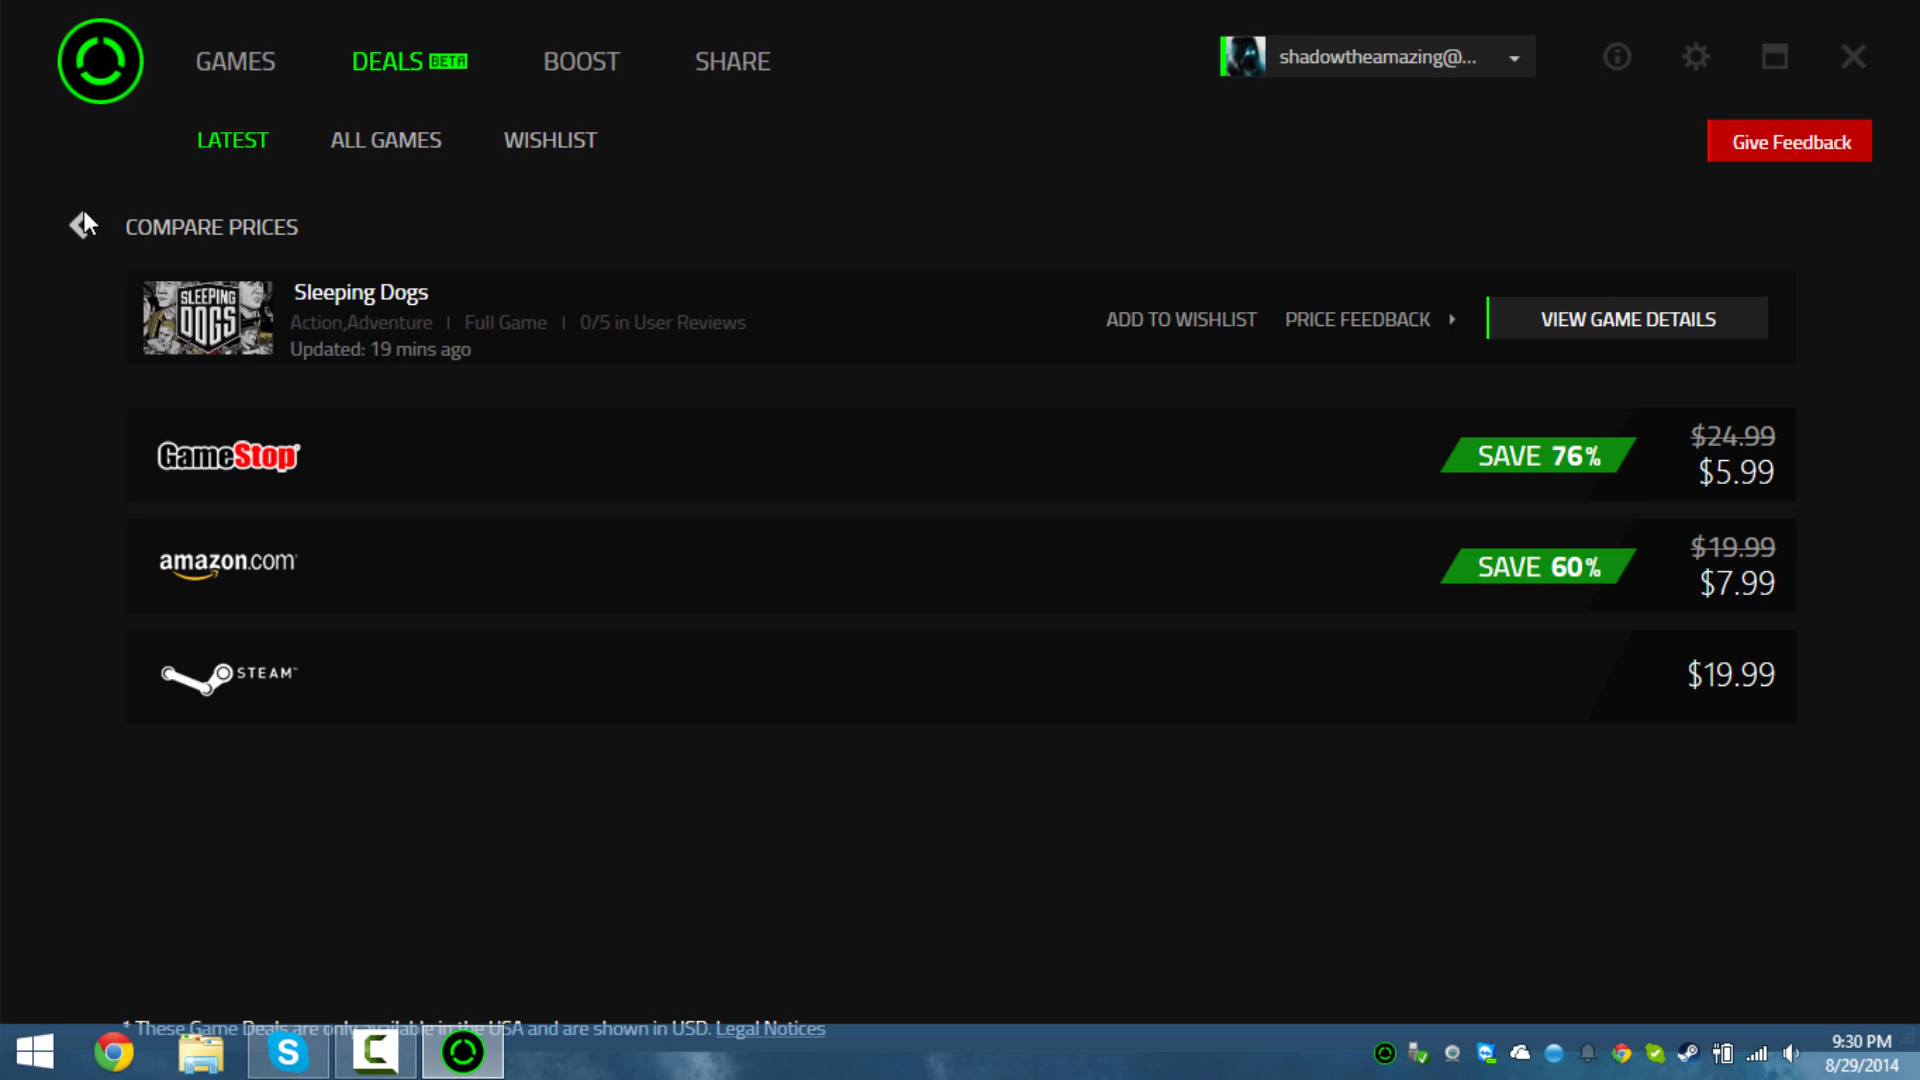 GAMES DEALS BETA BOOST SHARE shadowtheamazing@...
LATEST ALL GAMES WISHLIST Give Feedback
COMPARE PRICES
SLEEPING DOGS
Sleeping Dogs
Action,Adventure | Full Game | 0/5 in User Reviews
Updated: 19 mins ago
ADD TO WISHLIST PRICE FEEDBACK VIEW GAME DETAILS
GameStop SAVE 76% $24.99
$5.99
amazon.com SAVE 60% $19.99
$7.99
STEAM $19.99
* These Game Deals are only available in the USA and are shown in USD. Legal Notices
9:30 PM
8/29/2014